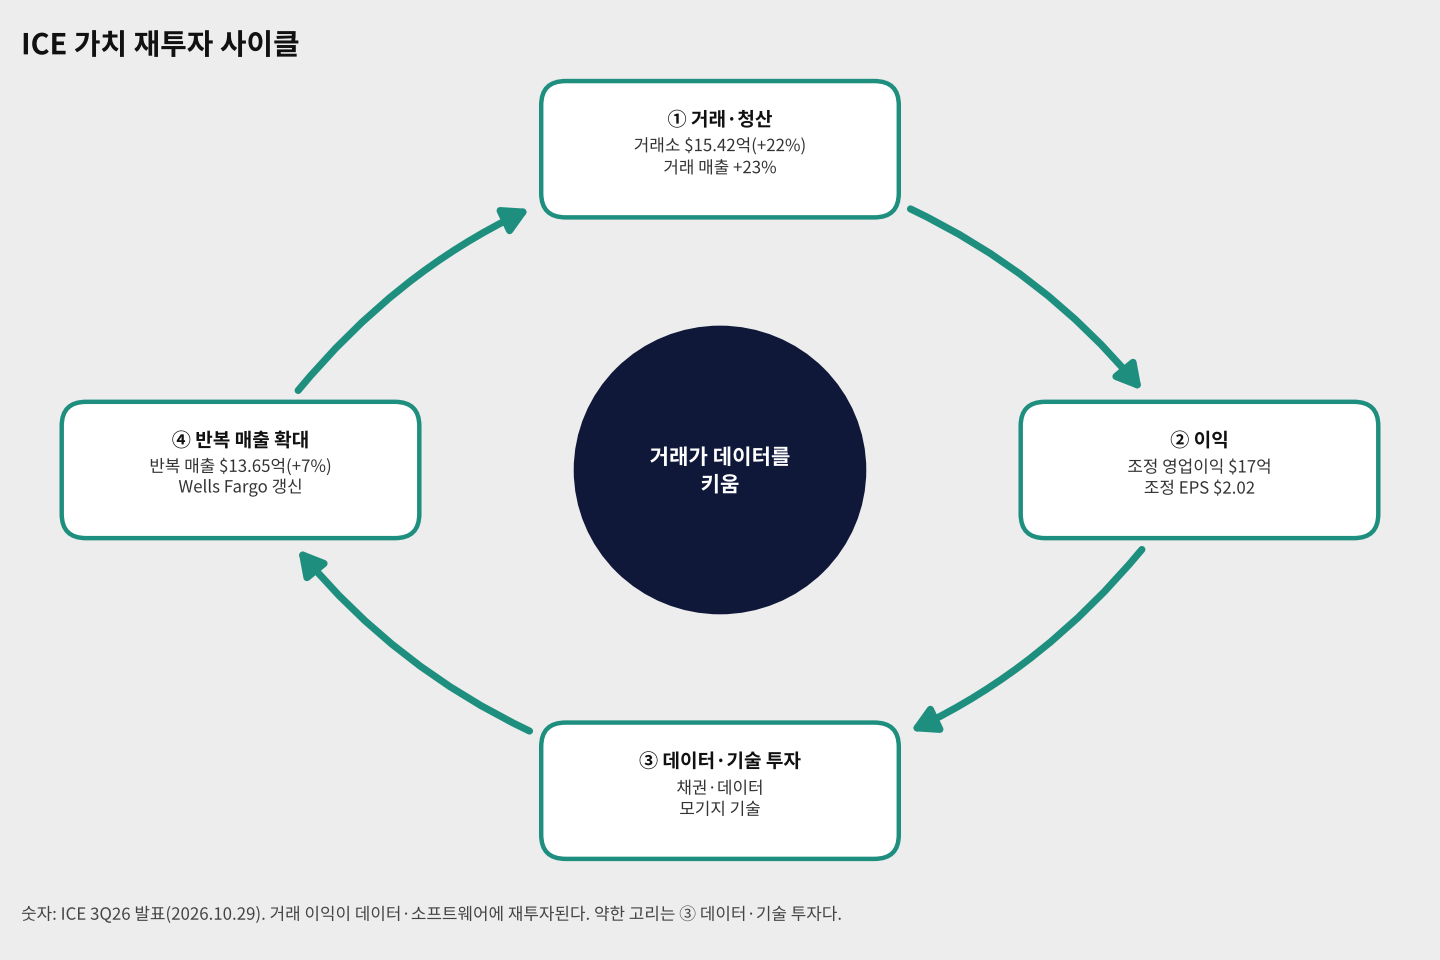 ICE 가치 재투자 사이클
① 거래·청산
거래소 $15.42억(+22%)
거래 매출 +23%
④ 반복 매출 확대
반복 매출 $13.65억(+7%)
Wells Fargo 갱신
거래가 데이터를
키움
② 이익
조정 영업이익 $17억
조정 EPS $2.02
③ 데이터·기술 투자
채권·데이터
모기지 기술
숫자: ICE 3Q26 발표(2026.10.29). 거래 이익이 데이터·소프트웨어에 재투자된다. 약한 고리는 ③ 데이터·기술 투자다.